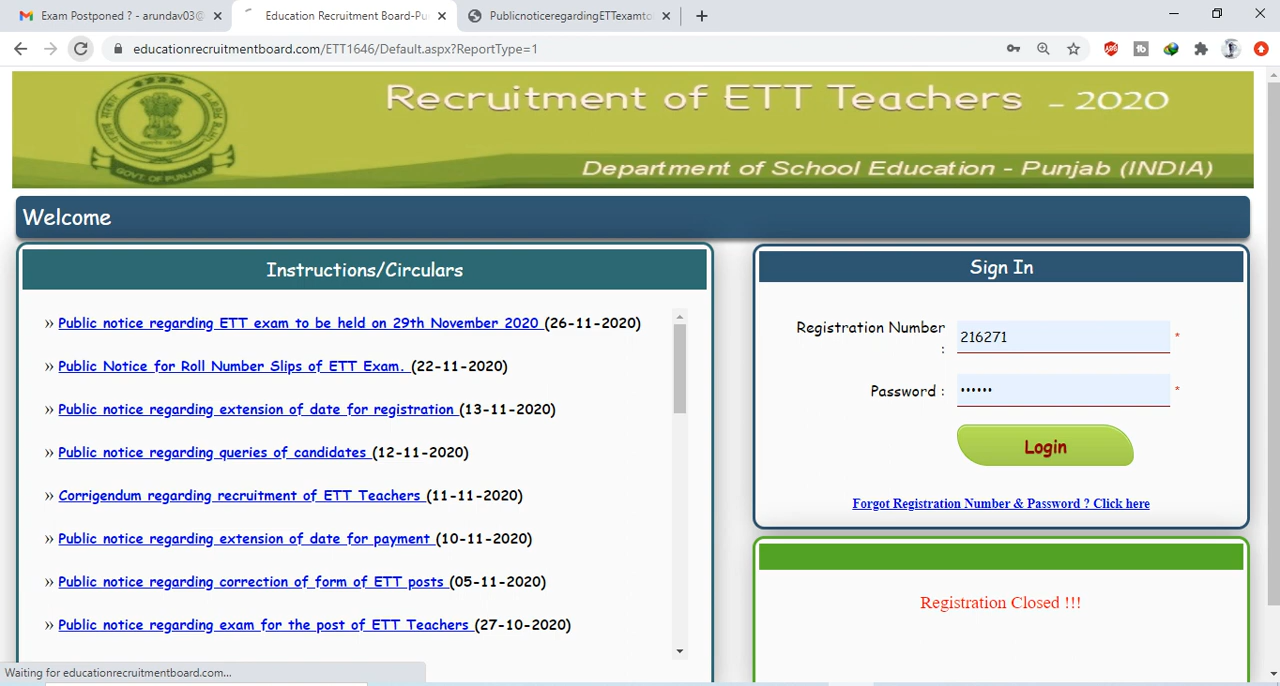 Exam Postponed ? - arundav03@
Education Recruitment Board-Pu
PublicnoticeregardingETTexamto
educationrecruitmentboard.com/ETT1646/Default.aspx?ReportType=1
Recruitment of ETT Teachers - 2020
GOVT. OF PUNJAB
Department of School Education - Punjab (INDIA)
Welcome
Instructions/Circulars
» Public notice regarding ETT exam to be held on 29th November 2020 (26-11-2020)
» Public Notice for Roll Number Slips of ETT Exam. (22-11-2020)
» Public notice regarding extension of date for registration (13-11-2020)
» Public notice regarding queries of candidates (12-11-2020)
» Corrigendum regarding recruitment of ETT Teachers (11-11-2020)
» Public notice regarding extension of date for payment (10-11-2020)
» Public notice regarding correction of form of ETT posts (05-11-2020)
» Public notice regarding exam for the post of ETT Teachers (27-10-2020)
Sign In
Registration Number
: 216271 *
Password : •••••• *
Login
Forgot Registration Number & Password ? Click here
Registration Closed !!!
Waiting for educationrecruitmentboard.com...